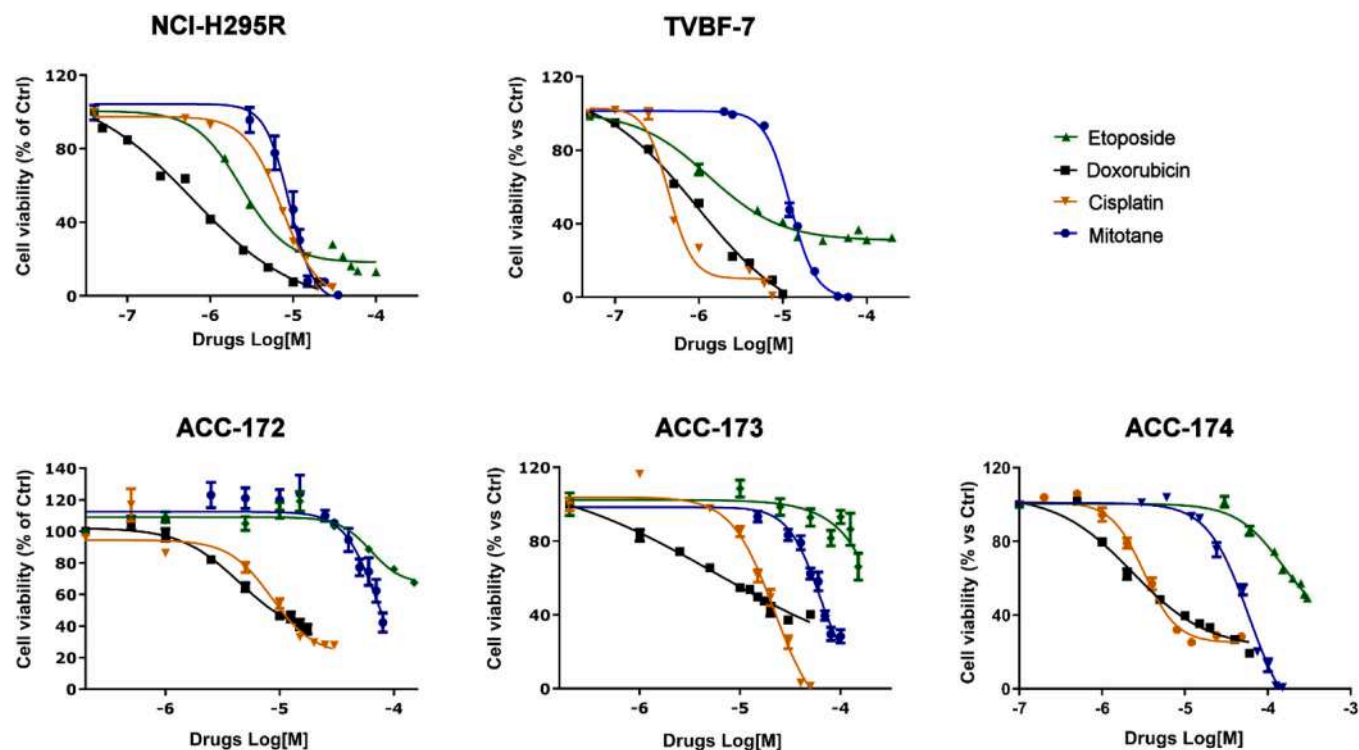 NCI-H295R
Cell viability (% of Ctrl)
120
80
40
0
-7
-6
-5
-4
Drugs Log[M]
TVBF-7
Cell viability (% vs Ctrl)
120
80
40
0
-7
-6
-5
-4
Drugs Log[M]
Etoposide
Doxorubicin
Cisplatin
Mitotane
ACC-172
Cell viability (% of Ctrl)
140
120
100
80
60
40
20
0
-6
-5
-4
Drugs Log[M]
ACC-173
Cell viability (% vs Ctrl)
120
80
40
0
-6
-5
-4
Drugs Log[M]
ACC-174
Cell viability (% vs Ctrl)
120
80
40
0
-7
-6
-5
-4
-3
Drugs Log[M]